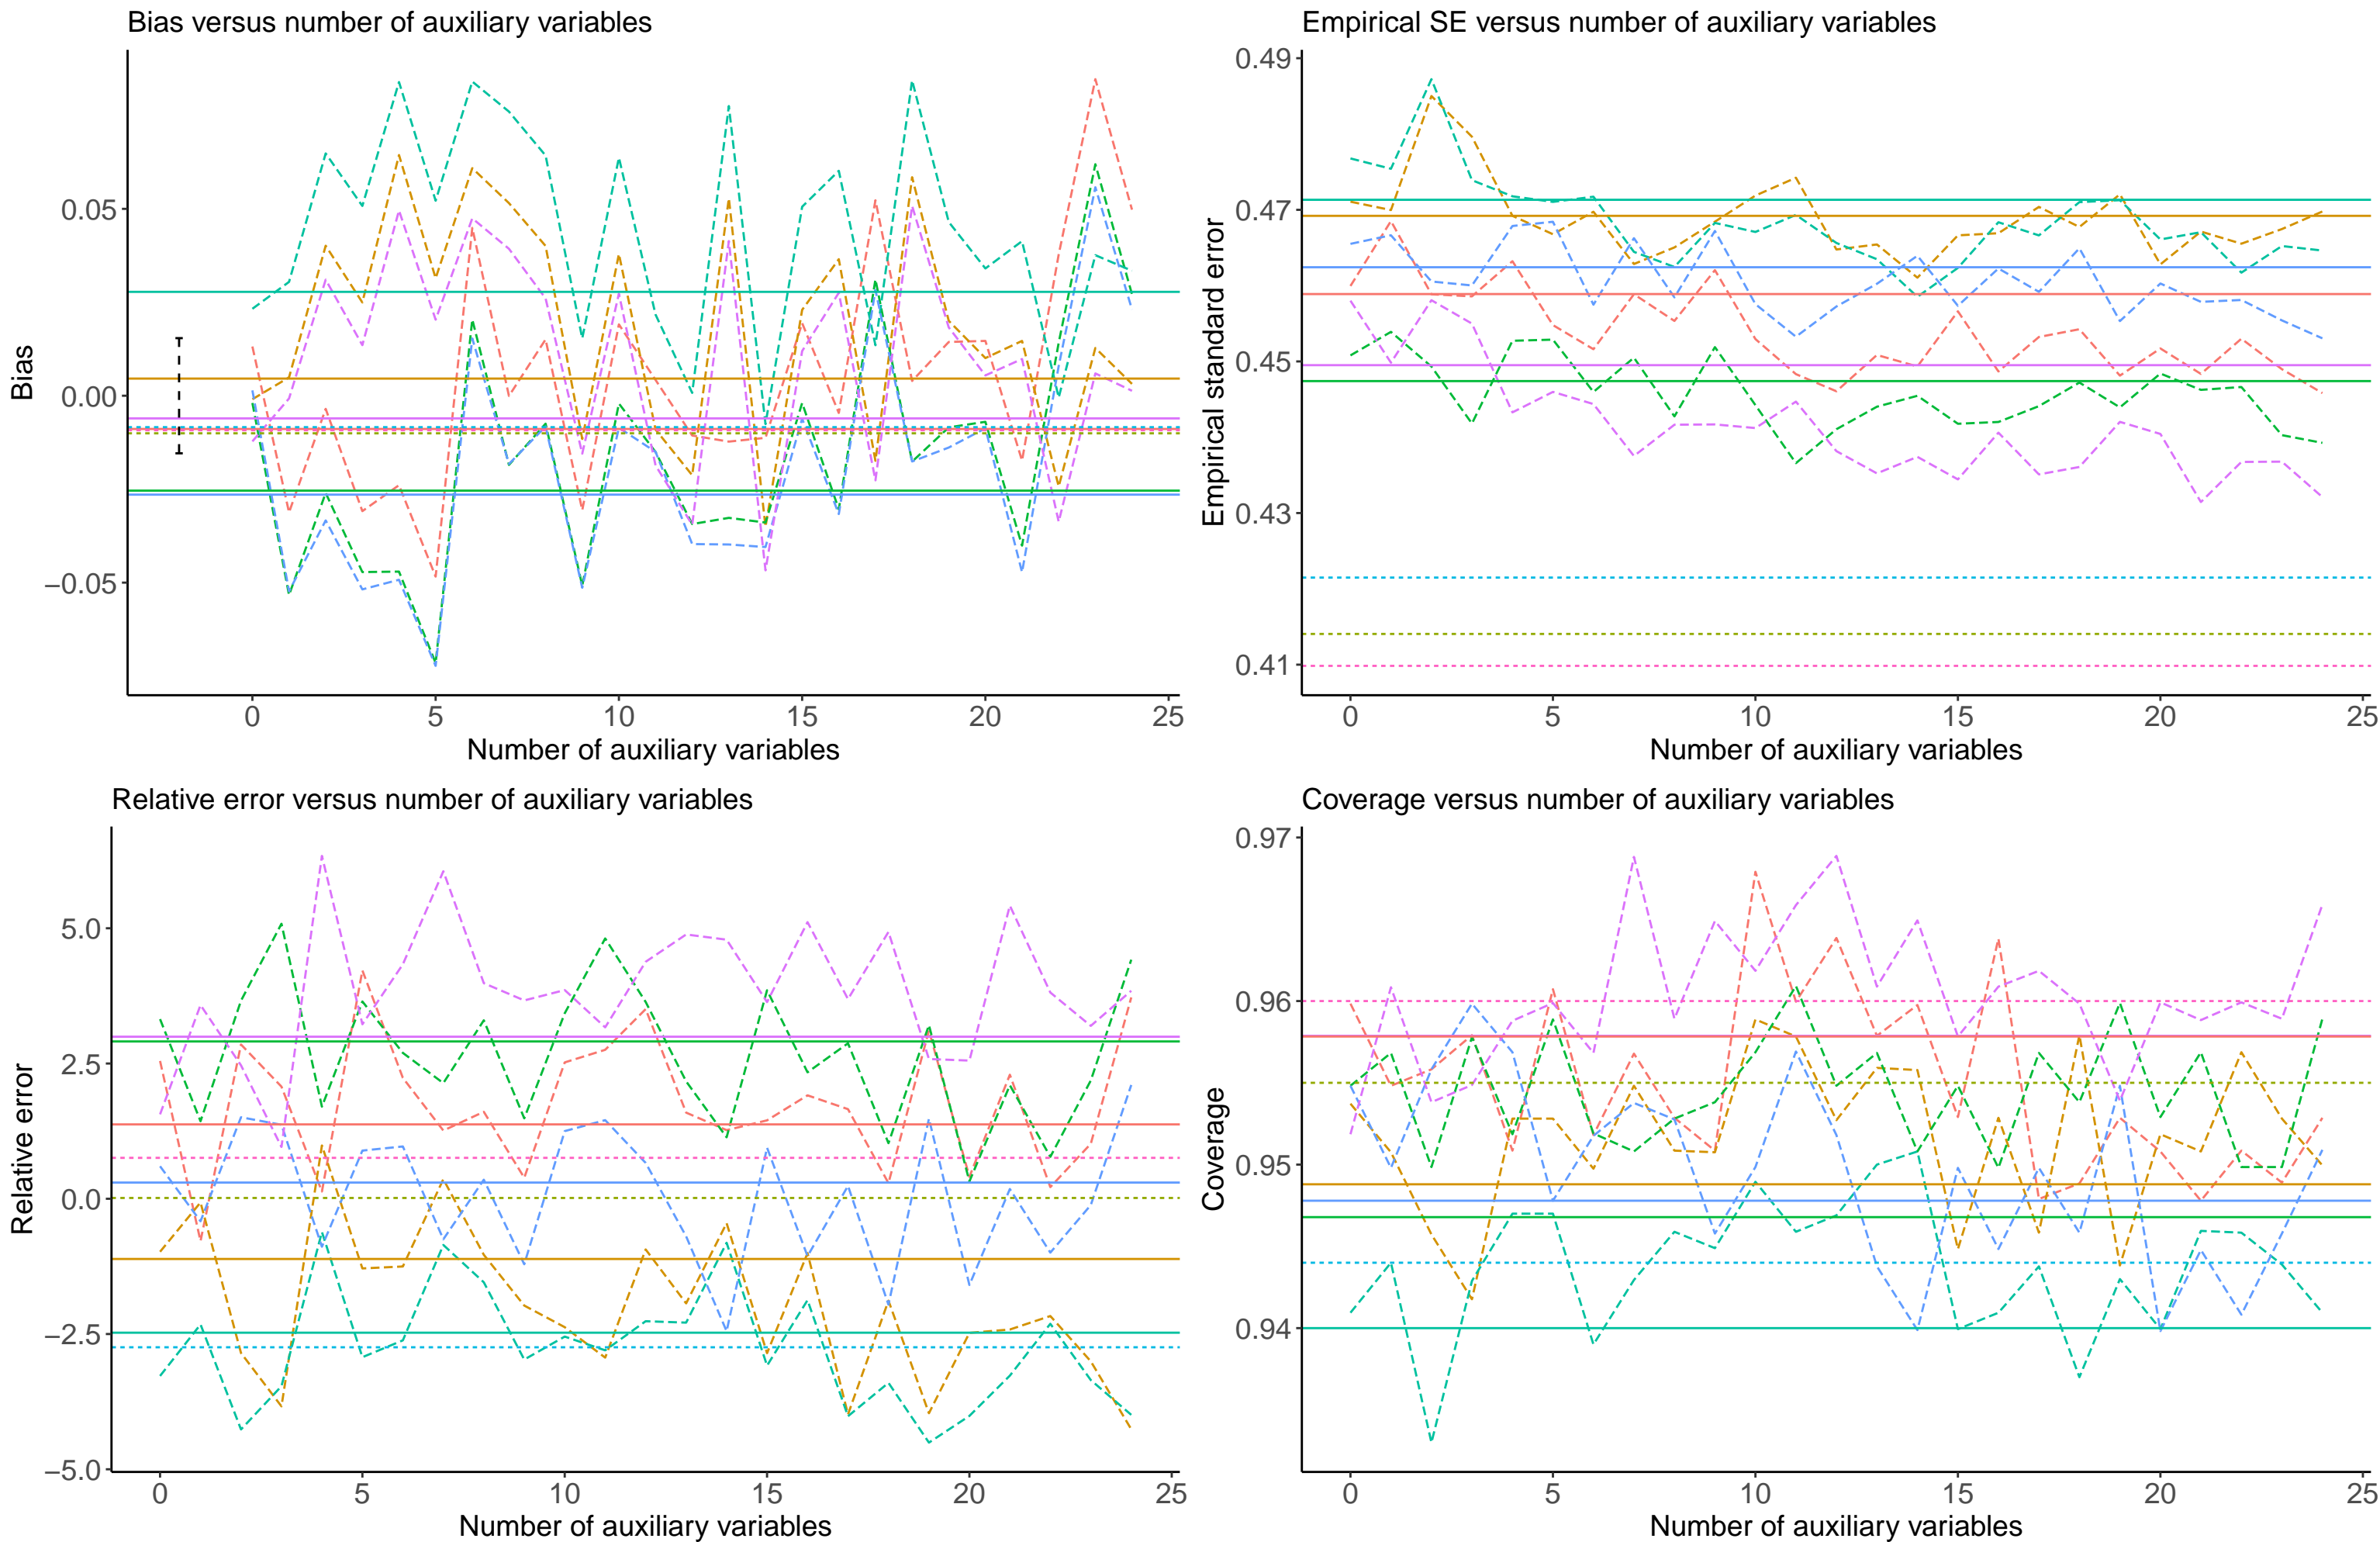 Bias versus number of auxiliary variables
Bias
0.05
0.00
−0.05
0 5 10 15 20 25
Number of auxiliary variables
Empirical SE versus number of auxiliary variables
Empirical standard error
0.49
0.47
0.45
0.43
0.41
0 5 10 15 20 25
Number of auxiliary variables
Relative error versus number of auxiliary variables
Relative error
5.0
2.5
0.0
−2.5
−5.0
0 5 10 15 20 25
Number of auxiliary variables
Coverage versus number of auxiliary variables
Coverage
0.97
0.96
0.95
0.94
0 5 10 15 20 25
Number of auxiliary variables